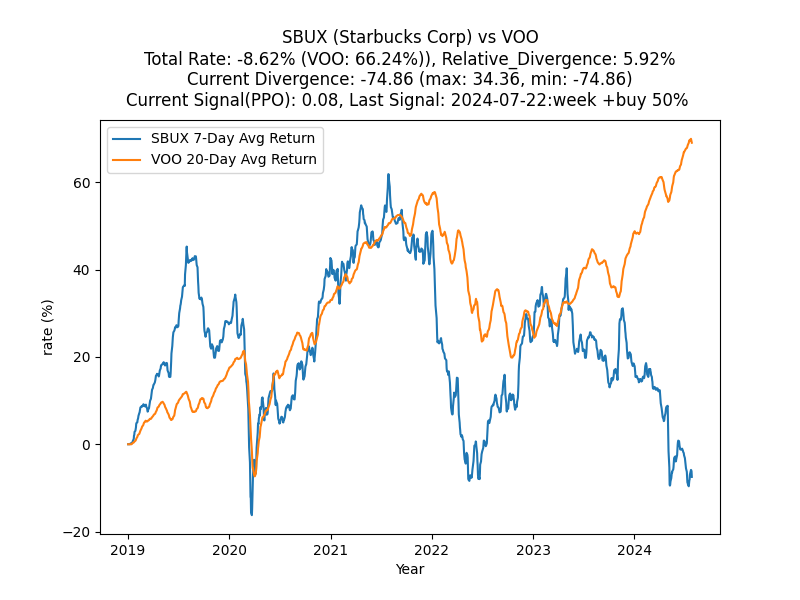 SBUX (Starbucks Corp) vs VOO
Total Rate: -8.62% (VOO: 66.24%)), Relative_Divergence: 5.92%
Current Divergence: -74.86 (max: 34.36, min: -74.86)
Current Signal(PPO): 0.08, Last Signal: 2024-07-22:week +buy 50%
SBUX 7-Day Avg Return
VOO 20-Day Avg Return
rate (%)
60
40
20
0
−20
2019 2020 2021 2022 2023 2024
Year